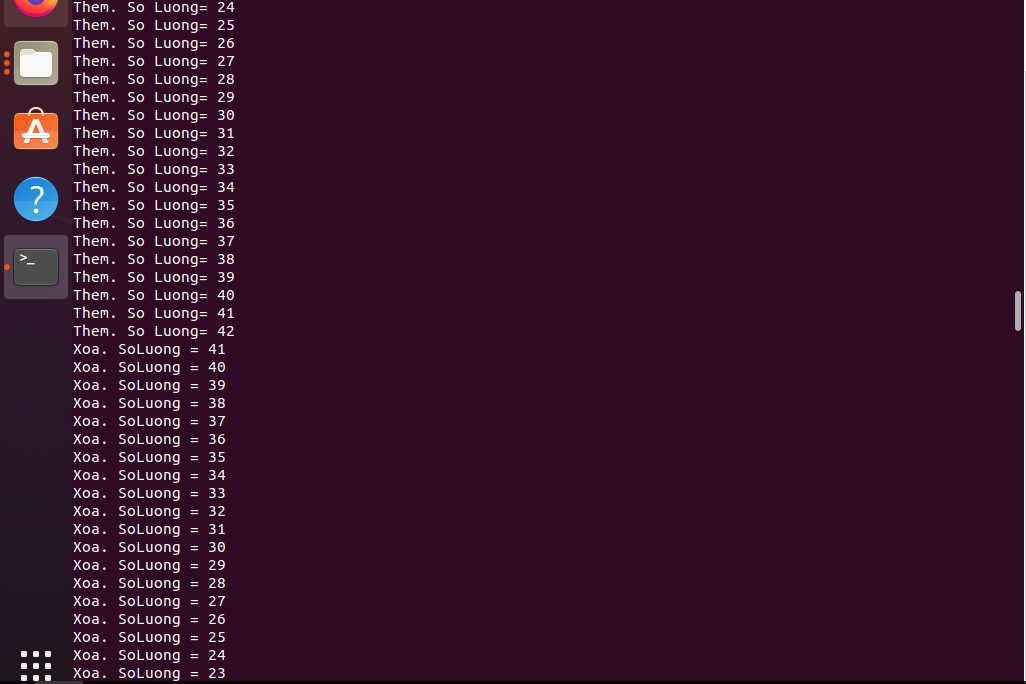 Them. So Luong= 24
Them. So Luong= 25
Them. So Luong= 26
Them. So Luong= 27
Them. So Luong= 28
Them. So Luong= 29
Them. So Luong= 30
Them. So Luong= 31
Them. So Luong= 32
Them. So Luong= 33
Them. So Luong= 34
Them. So Luong= 35
Them. So Luong= 36
Them. So Luong= 37
Them. So Luong= 38
Them. So Luong= 39
Them. So Luong= 40
Them. So Luong= 41
Them. So Luong= 42
Xoa. SoLuong = 41
Xoa. SoLuong = 40
Xoa. SoLuong = 39
Xoa. SoLuong = 38
Xoa. SoLuong = 37
Xoa. SoLuong = 36
Xoa. SoLuong = 35
Xoa. SoLuong = 34
Xoa. SoLuong = 33
Xoa. SoLuong = 32
Xoa. SoLuong = 31
Xoa. SoLuong = 30
Xoa. SoLuong = 29
Xoa. SoLuong = 28
Xoa. SoLuong = 27
Xoa. SoLuong = 26
Xoa. SoLuong = 25
Xoa. SoLuong = 24
Xoa. SoLuong = 23